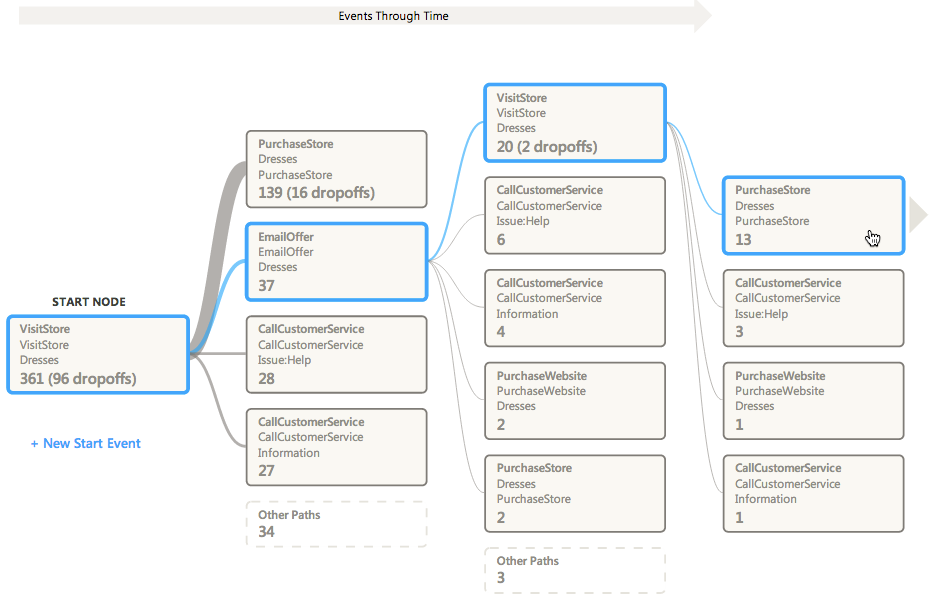 Events Through Time
START NODE
VisitStore
VisitStore
Dresses
361 (96 dropoffs)
+ New Start Event
PurchaseStore
Dresses
PurchaseStore
139 (16 dropoffs)
EmailOffer
EmailOffer
Dresses
37
CallCustomerService
CallCustomerService
Issue:Help
28
CallCustomerService
CallCustomerService
Information
27
Other Paths
34
VisitStore
VisitStore
Dresses
20 (2 dropoffs)
CallCustomerService
CallCustomerService
Issue:Help
6
CallCustomerService
CallCustomerService
Information
4
PurchaseWebsite
PurchaseWebsite
Dresses
2
PurchaseStore
Dresses
PurchaseStore
2
Other Paths
3
PurchaseStore
Dresses
PurchaseStore
13
CallCustomerService
CallCustomerService
Issue:Help
3
PurchaseWebsite
PurchaseWebsite
Dresses
1
CallCustomerService
CallCustomerService
Information
1